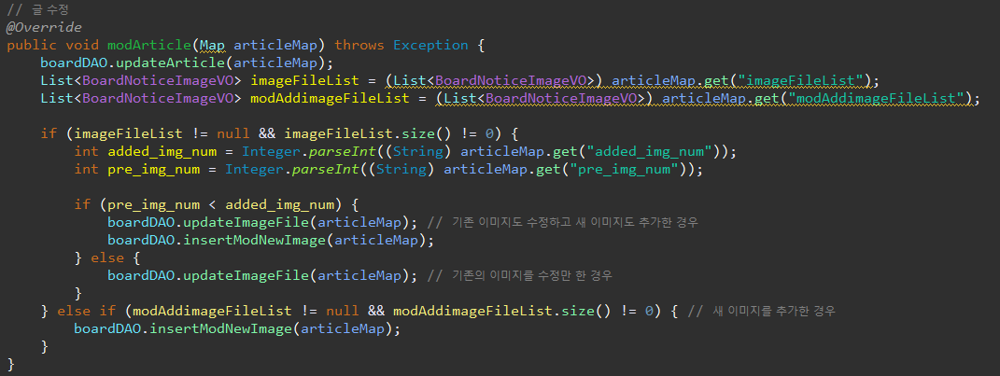 // 글 수정
@Override
public void modArticle(Map articleMap) throws Exception {
    boardDAO.updateArticle(articleMap);
    List<BoardNoticeImageVO> imageFileList = (List<BoardNoticeImageVO>) articleMap.get("imageFileList");
    List<BoardNoticeImageVO> modAddimageFileList = (List<BoardNoticeImageVO>) articleMap.get("modAddimageFileList");

    if (imageFileList != null && imageFileList.size() != 0) {
        int added_img_num = Integer.parseInt((String) articleMap.get("added_img_num"));
        int pre_img_num = Integer.parseInt((String) articleMap.get("pre_img_num"));

        if (pre_img_num < added_img_num) {
            boardDAO.updateImageFile(articleMap); // 기존 이미지도 수정하고 새 이미지도 추가한 경우
            boardDAO.insertModNewImage(articleMap);
        } else {
            boardDAO.updateImageFile(articleMap); // 기존의 이미지를 수정만 한 경우
        }
    } else if (modAddimageFileList != null && modAddimageFileList.size() != 0) { // 새 이미지를 추가한 경우
        boardDAO.insertModNewImage(articleMap);
    }
}